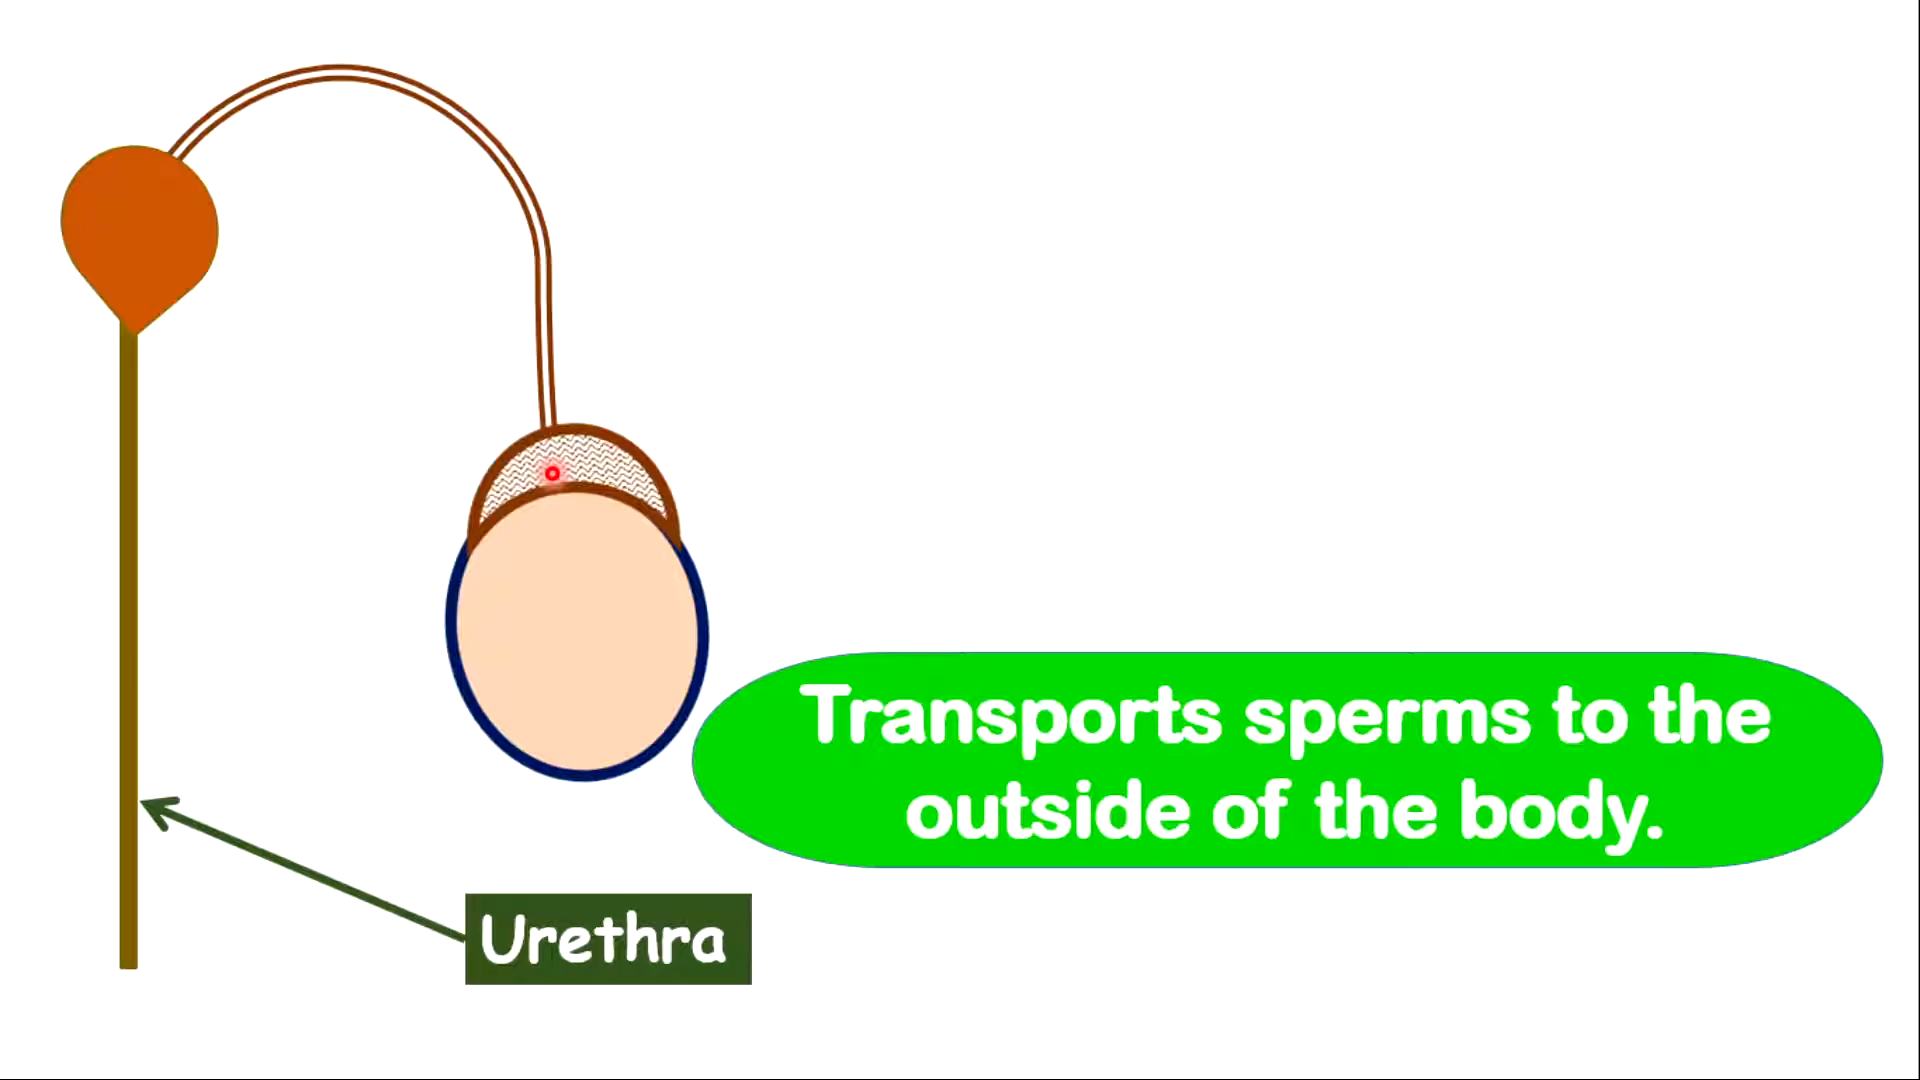 Transports sperms to the
outside of the body.
Urethra